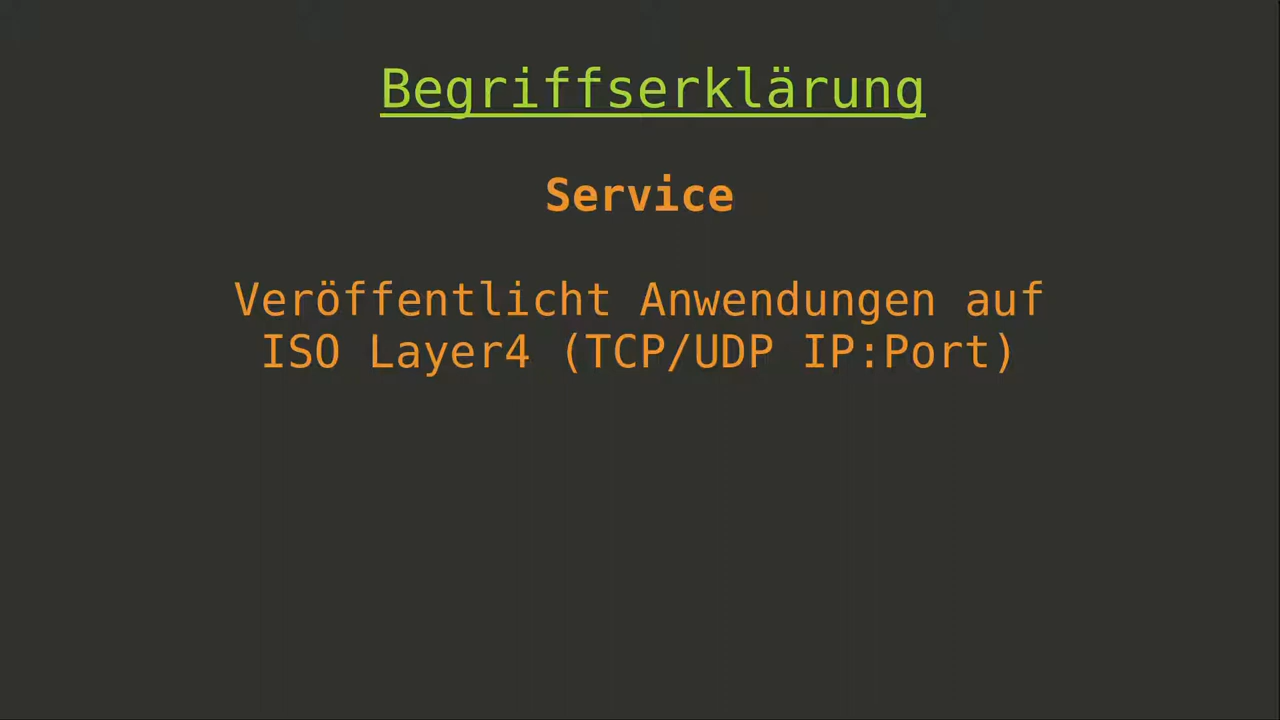 Begriffserklärung
Service
Veröffentlicht Anwendungen auf
ISO Layer4 (TCP/UDP IP:Port)